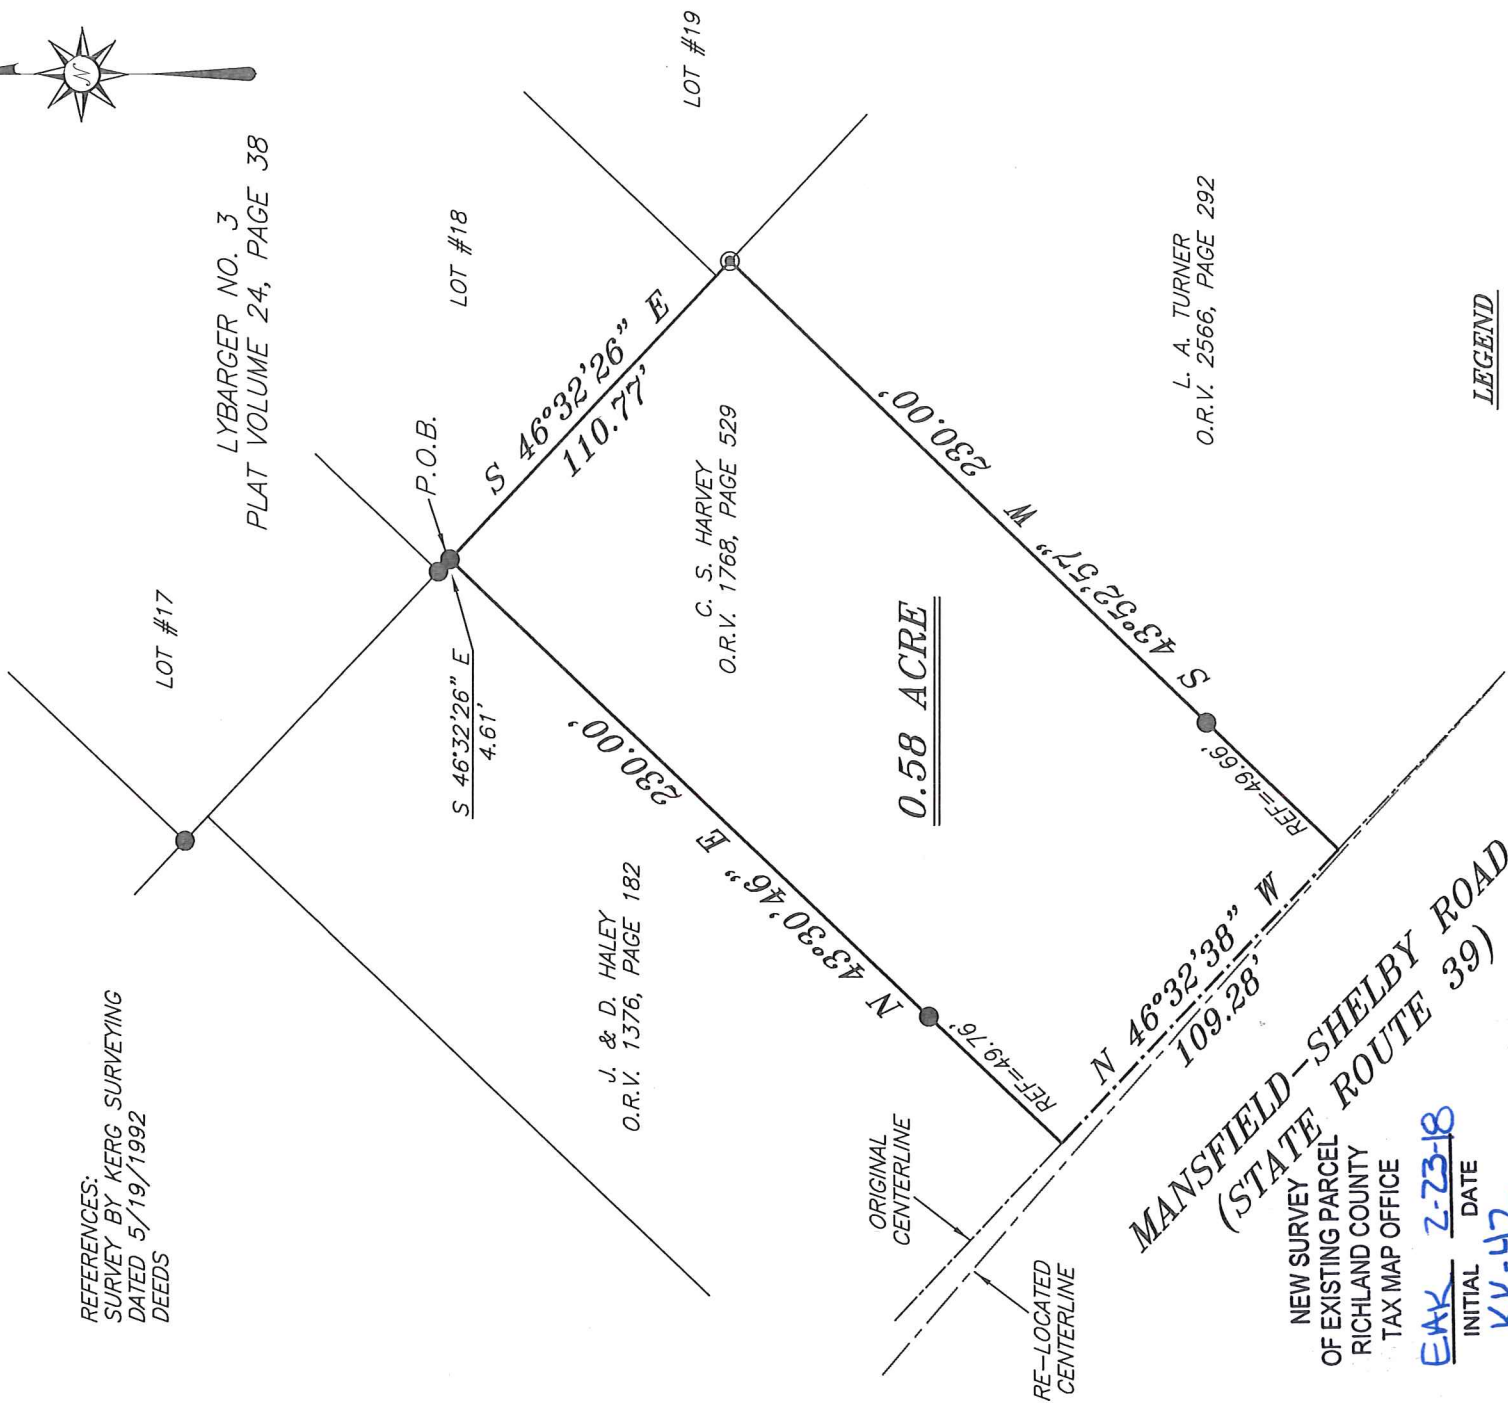 N
REFERENCES:
SURVEY BY KERG SURVEYING
DATED 5/19/1992
DEEDS
LYBARGER NO. 3
PLAT VOLUME 24, PAGE 38
LOT #17
LOT #18
LOT #19
P.O.B.
S 46°32'26" E
4.61'
S 46°32'26" E
110.77'
J. & D. HALEY
O.R.V. 1376, PAGE 182
N 43°30'46" E 230.00'
REF=49.76'
C. S. HARVEY
O.R.V. 1768, PAGE 529
0.58 ACRE
S 43°52'57" W 230.00'
REF=49.66'
L. A. TURNER
O.R.V. 2566, PAGE 292
ORIGINAL
CENTERLINE
RE-LOCATED
CENTERLINE
N 46°32'38" W
109.28'
MANSFIELD-SHELBY ROAD
(STATE ROUTE 39)
NEW SURVEY
OF EXISTING PARCEL
RICHLAND COUNTY
TAX MAP OFFICE
EAK 2-23-18
INITIAL DATE
LEGEND